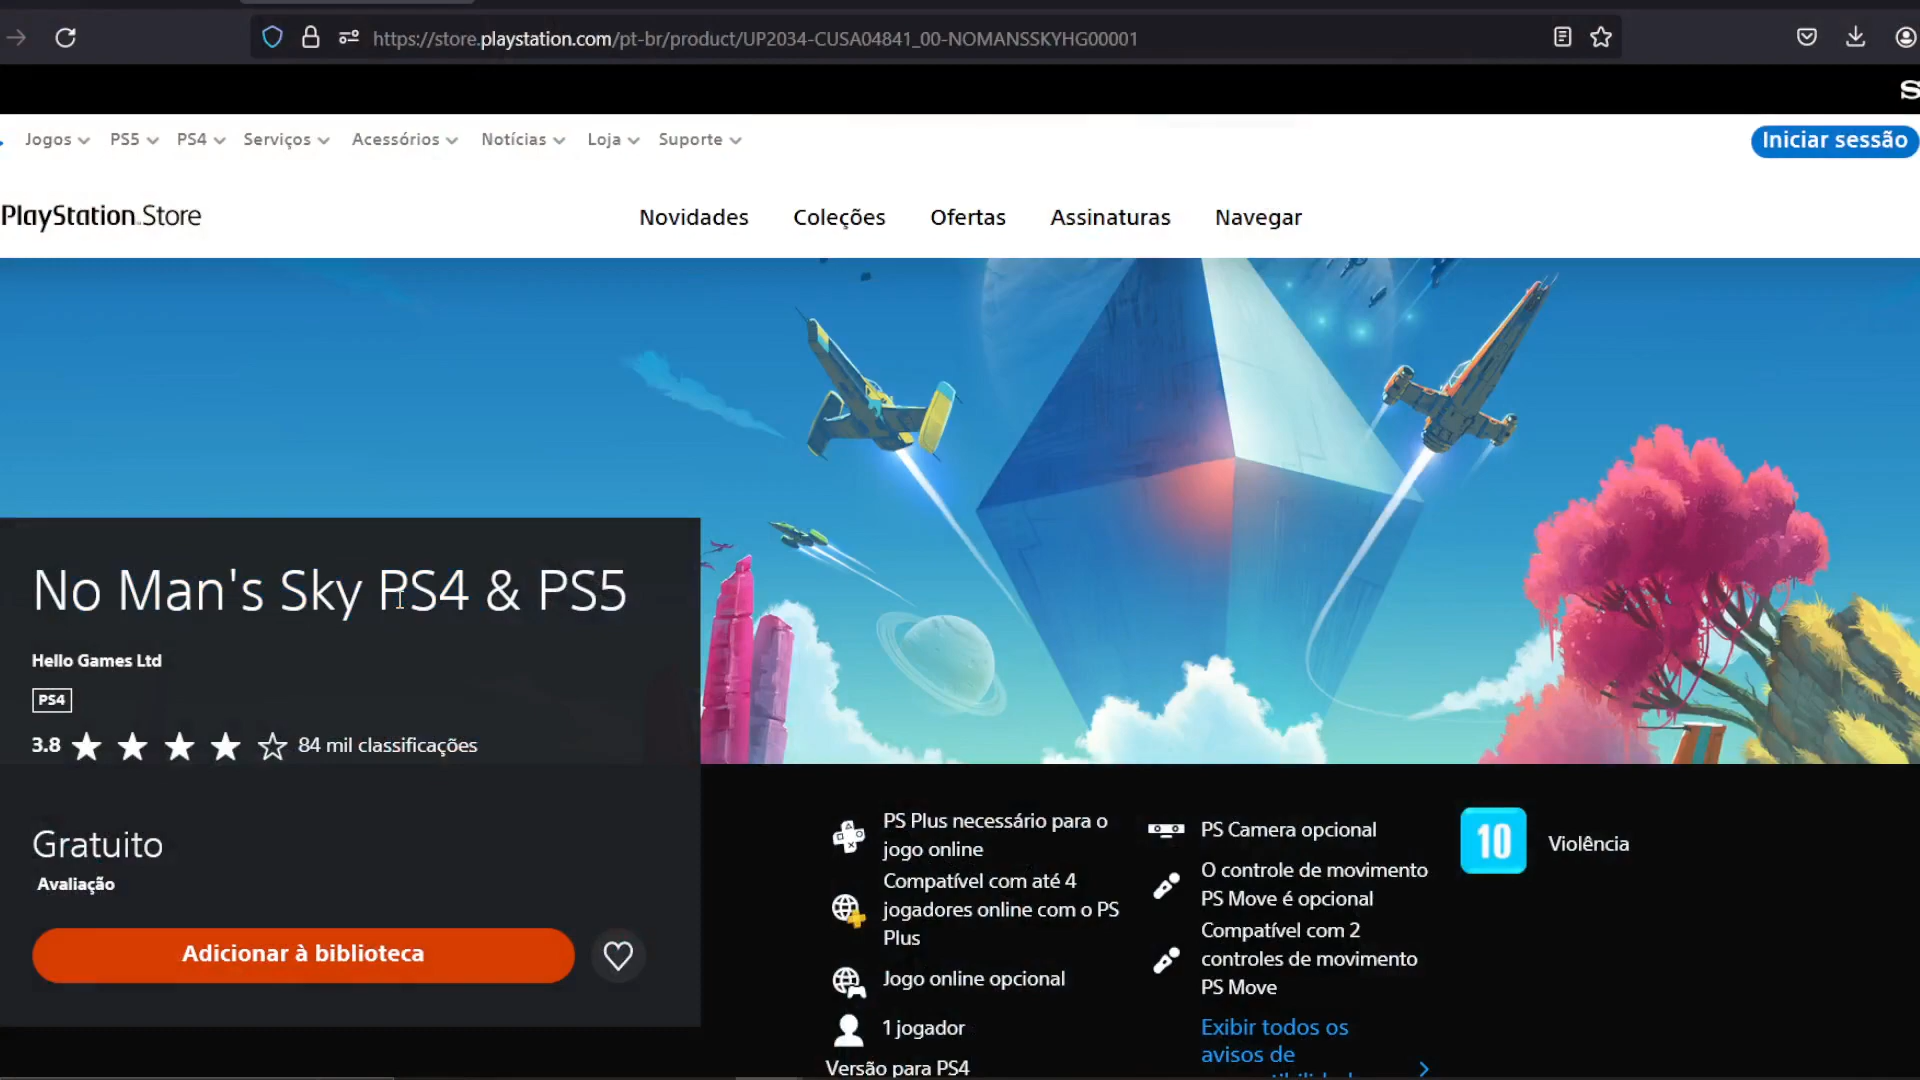 https://store.playstation.com/pt-br/product/UP2034-CUSA04841_00-NOMANSSKYHG00001
Jogos PS5 PS4 Serviços Acessórios Notícias Loja Suporte
Iniciar sessão
PlayStation Store
Novidades Coleções Ofertas Assinaturas Navegar
No Man's Sky PS4 & PS5
Hello Games Ltd
PS4
3.8 84 mil classificações
Gratuito
Avaliação
Adicionar à biblioteca
PS Plus necessário para o
jogo online
Compatível com até 4
jogadores online com o PS
Plus
Jogo online opcional
1 jogador
Versão para PS4
PS Camera opcional
O controle de movimento
PS Move é opcional
Compatível com 2
controles de movimento
PS Move
Exibir todos os
avisos de
10 Violência